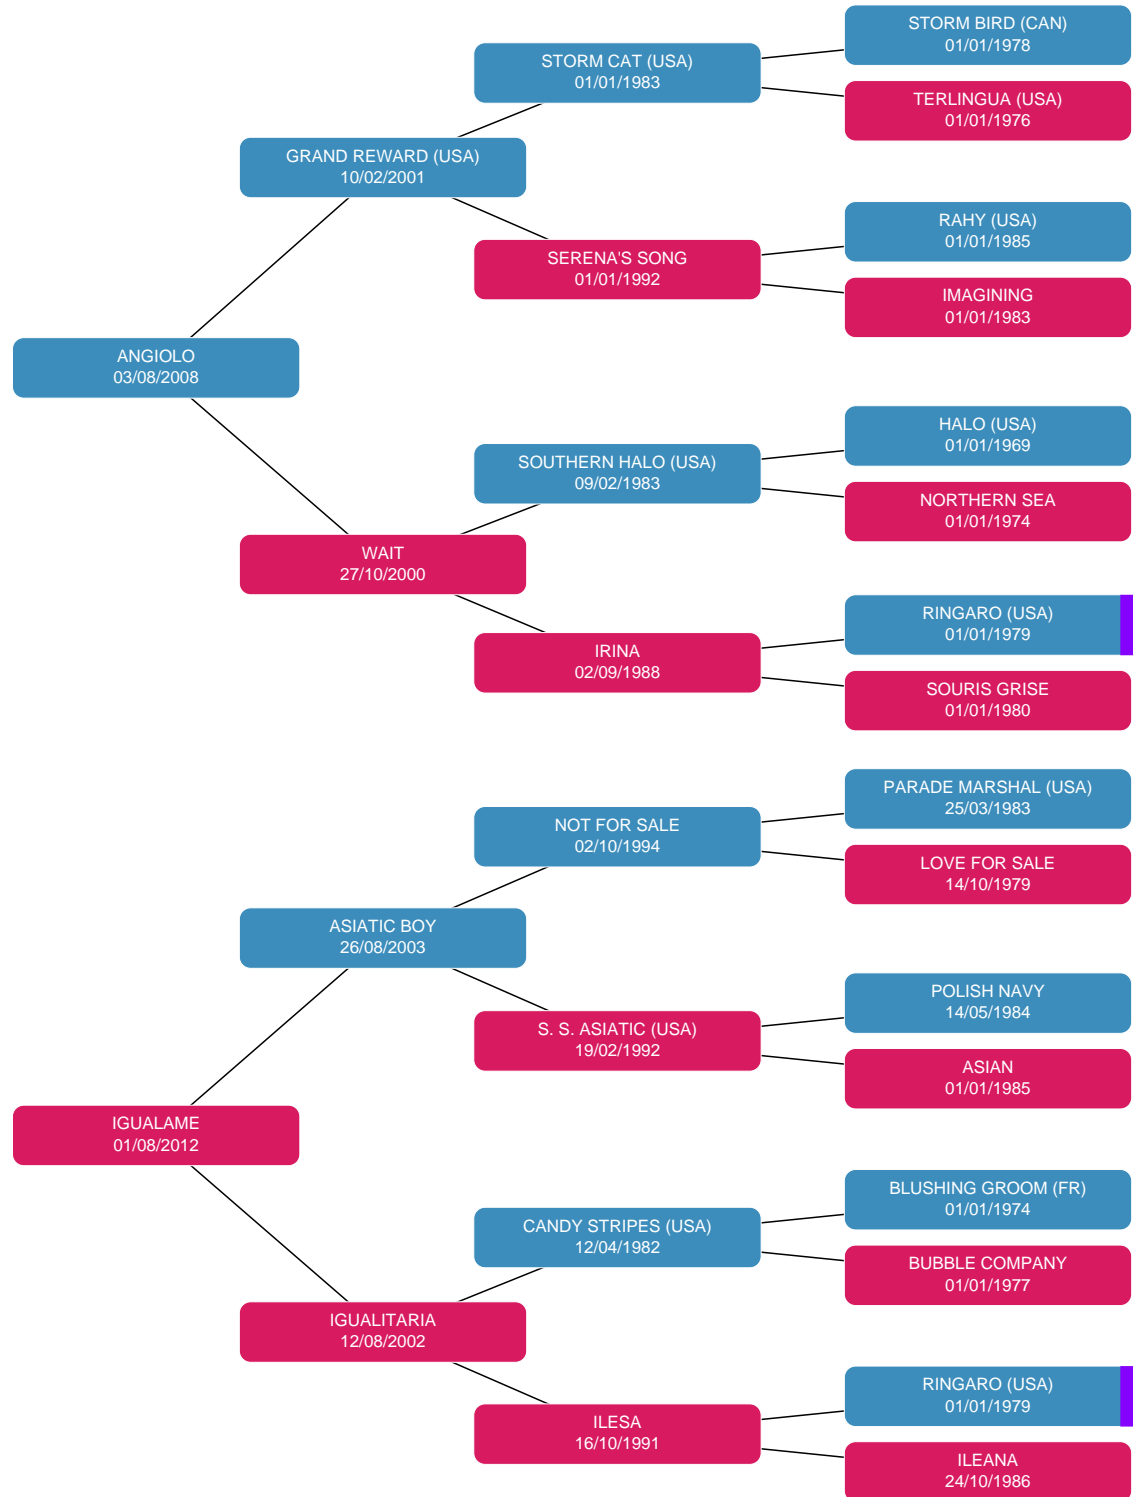 STORM BIRD (CAN)
01/01/1978
STORM CAT (USA)
01/01/1983
TERLINGUA (USA)
01/01/1976
GRAND REWARD (USA)
10/02/2001
RAHY (USA)
01/01/1985
SERENA'S SONG
01/01/1992
IMAGINING
01/01/1983
ANGIOLO
03/08/2008
HALO (USA)
01/01/1969
SOUTHERN HALO (USA)
09/02/1983
NORTHERN SEA
01/01/1974
WAIT
27/10/2000
RINGARO (USA)
01/01/1979
IRINA
02/09/1988
SOURIS GRISE
01/01/1980
PARADE MARSHAL (USA)
25/03/1983
NOT FOR SALE
02/10/1994
LOVE FOR SALE
14/10/1979
ASIATIC BOY
26/08/2003
POLISH NAVY
14/05/1984
S. S. ASIATIC (USA)
19/02/1992
ASIAN
01/01/1985
IGUALAME
01/08/2012
BLUSHING GROOM (FR)
01/01/1974
CANDY STRIPES (USA)
12/04/1982
BUBBLE COMPANY
01/01/1977
IGUALITARIA
12/08/2002
RINGARO (USA)
01/01/1979
ILESA
16/10/1991
ILEANA
24/10/1986